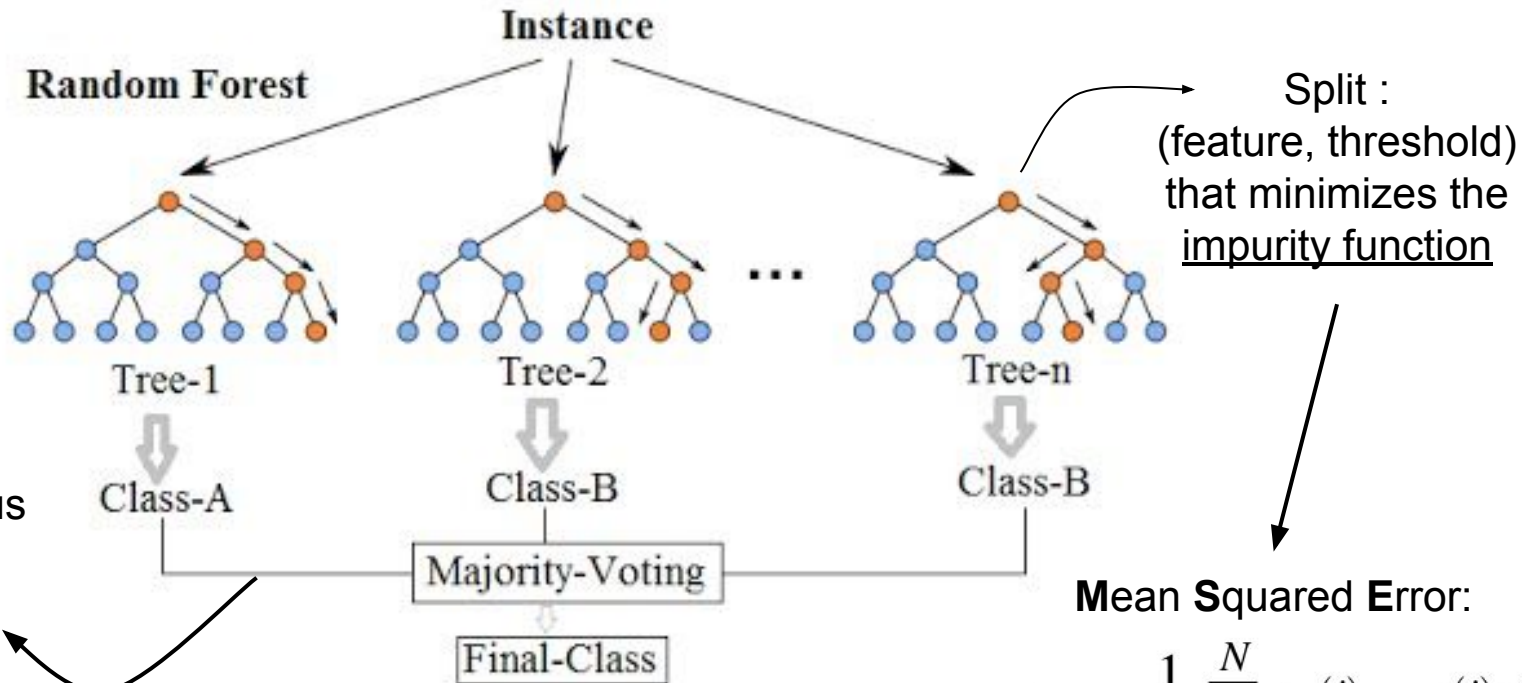 Instance
Random Forest
Split :
(feature, threshold)
that minimizes the
impurity function
...
Tree-1
Tree-2
Tree-n
Class-A
Class-B
Class-B
Majority-Voting
Final-Class
Mean Squared Error:
1 N